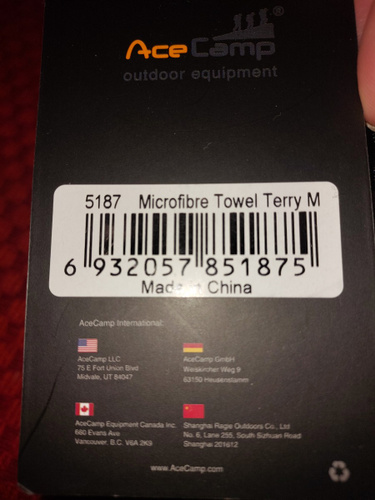 AceCamp®
outdoor equipment
5187 Microfibre Towel Terry M
6 932057 851875
Made in China
AceCamp International:
AceCamp LLC
75 E Fort Union Blvd
Midvale, UT 84047
AceCamp GmbH
Weiskircher Weg 9
63150 Heusenstamm
AceCamp Equipment Canada Inc.
660 Evans Ave
Vancouver. B.C. V6A 2K9
Shanghai Ragie Outdoors Co., Ltd
No. 6, Lane 255, South Sizhuan Road
Shanghai 201612
www.AceCamp.com